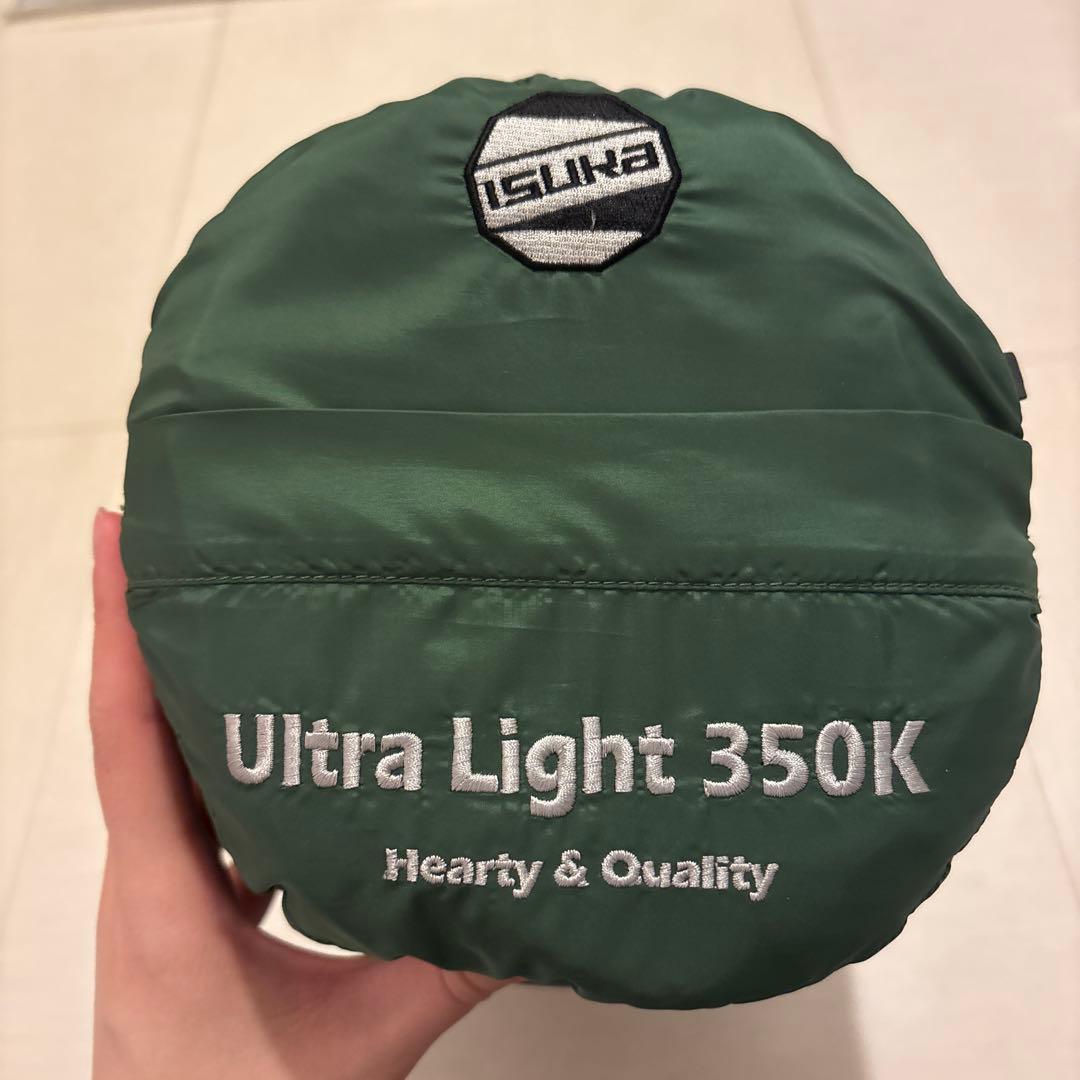 ISUKA
Ultra Light 350K
Hearty & Quality